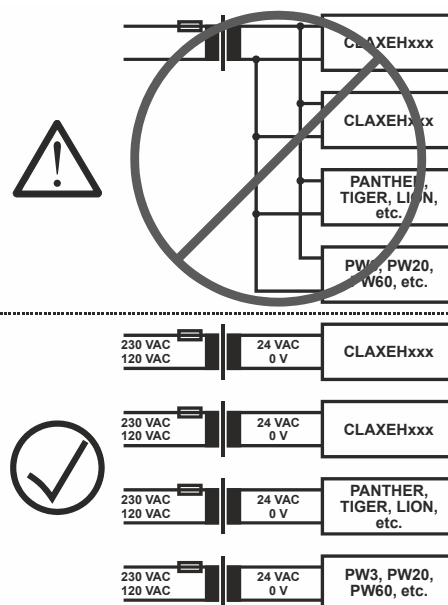 CLAXEHxxx
CLAXEHxxx
PANTHER,
TIGER, LION,
etc.
PW3, PW20,
PW60, etc.
230 VAC
120 VAC
24 VAC
0 V
CLAXEHxxx
230 VAC
120 VAC
24 VAC
0 V
CLAXEHxxx
230 VAC
120 VAC
24 VAC
0 V
PANTHER,
TIGER, LION,
etc.
230 VAC
120 VAC
24 VAC
0 V
PW3, PW20,
PW60, etc.